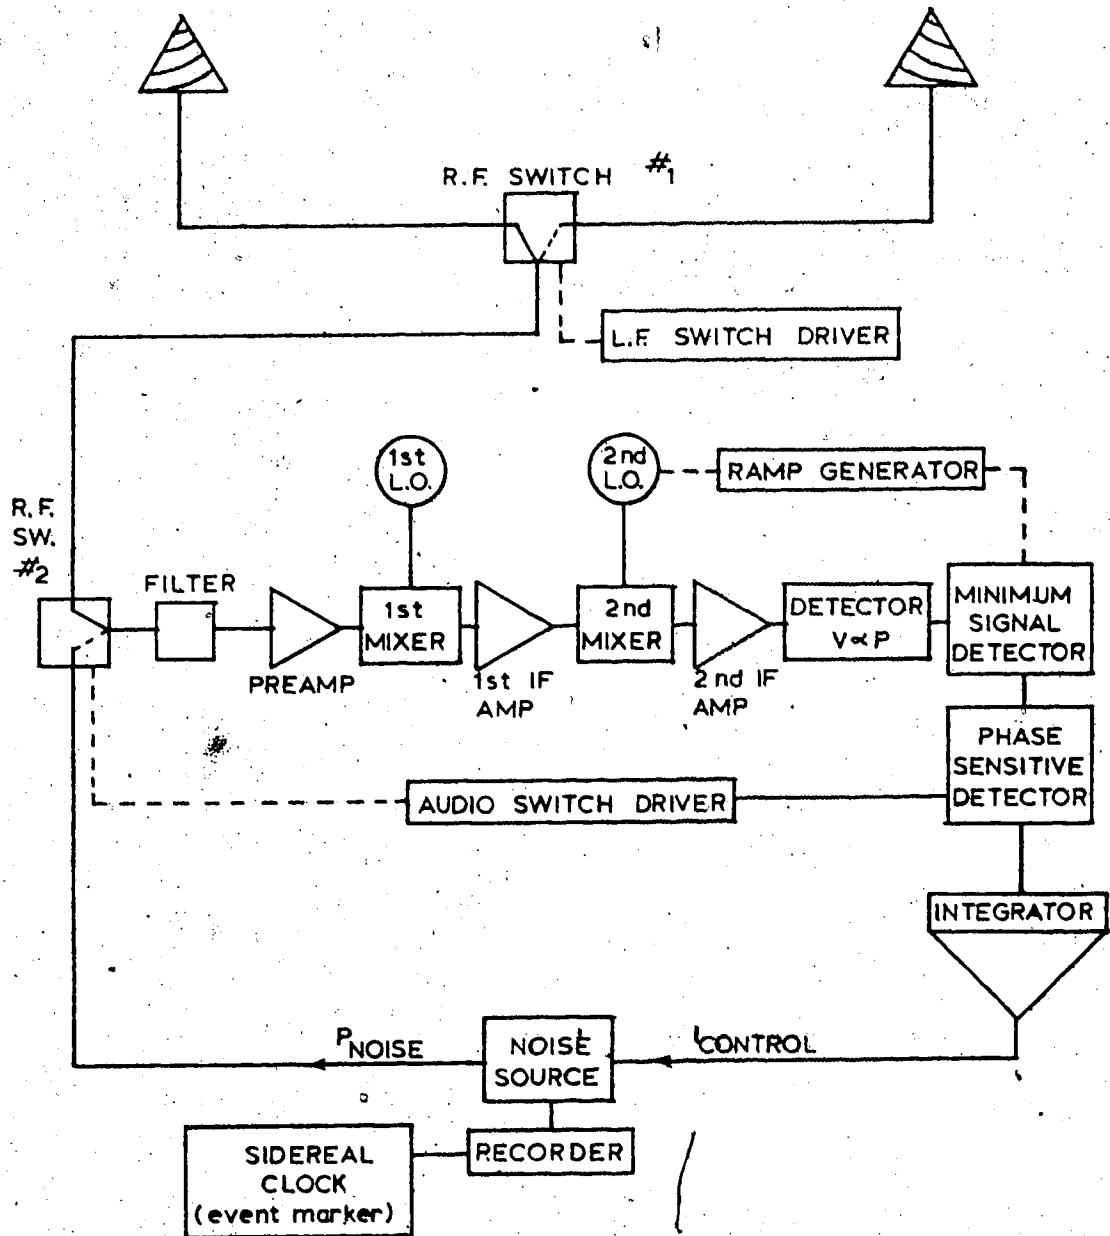 R.F. SWITCH #1
L.F. SWITCH DRIVER
1st
L.O.
2nd
L.O.
RAMP GENERATOR
R.F.
SW.
#2
FILTER
PREAMP
1st
MIXER
1st IF
AMP
2nd
MIXER
2nd IF
AMP
DETECTOR
V∝P
MINIMUM
SIGNAL
DETECTOR
PHASE
SENSITIVE
DETECTOR
AUDIO SWITCH DRIVER
INTEGRATOR
PNOISE
NOISE
SOURCE
ICONTROL
RECORDER
SIDEREAL
CLOCK
(event marker)